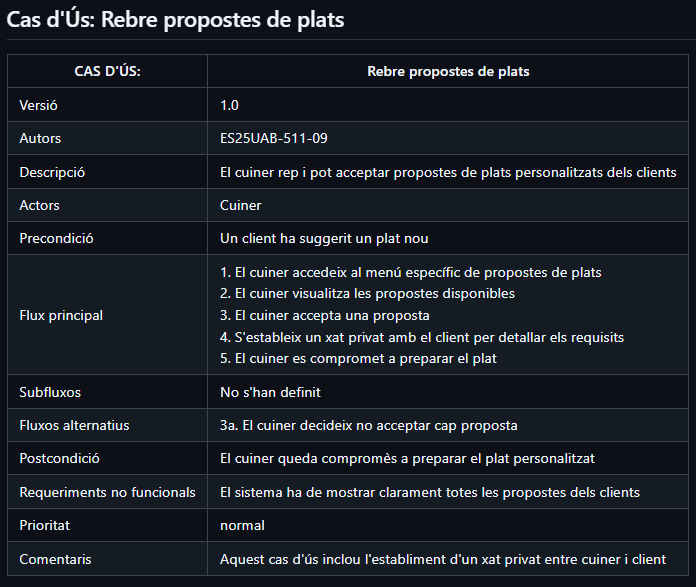 Cas d'Ús: Rebre propostes de plats
CAS D'ÚS: Rebre propostes de plats
Versió 1.0
Autors ES25UAB-511-09
Descripció El cuiner rep i pot acceptar propostes de plats personalitzats dels clients
Actors Cuiner
Precondició Un client ha suggerit un plat nou
Flux principal
1. El cuiner accedeix al menú específic de propostes de plats
2. El cuiner visualitza les propostes disponibles
3. El cuiner accepta una proposta
4. S'estableix un xat privat amb el client per detallar els requisits
5. El cuiner es compromet a preparar el plat
Subfluxos No s'han definit
Fluxos alternatius 3a. El cuiner decideix no acceptar cap proposta
Postcondició El cuiner queda compromès a preparar el plat personalitzat
Requeriments no funcionals El sistema ha de mostrar clarament totes les propostes dels clients
Prioritat normal
Comentaris Aquest cas d'ús inclou l'establiment d'un xat privat entre cuiner i client